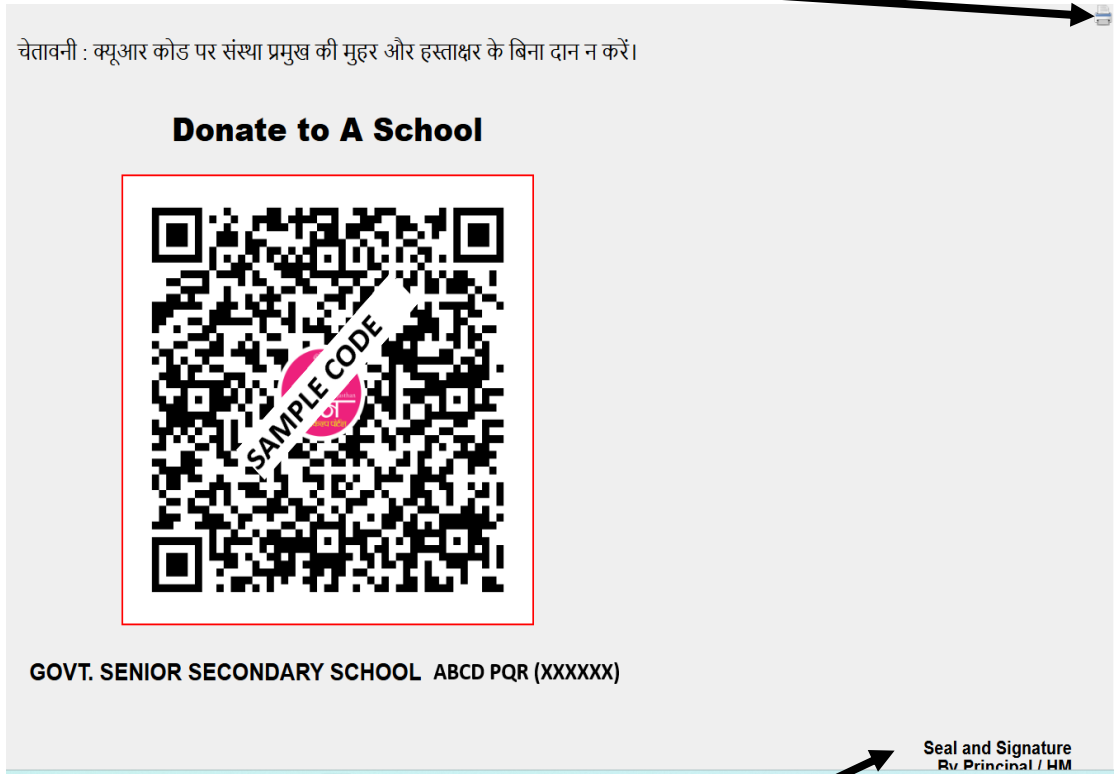 चेतावनी : क्यूआर कोड पर संस्था प्रमुख की मुहर और हस्ताक्षर के बिना दान न करें।
Donate to A School
SAMPLE CODE
GOVT. SENIOR SECONDARY SCHOOL ABCD PQR (XXXXXX)
Seal and Signature
By Principal / HM